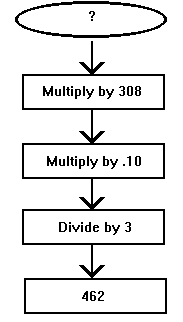 ?
Multiply by 308
Multiply by .10
Divide by 3
462